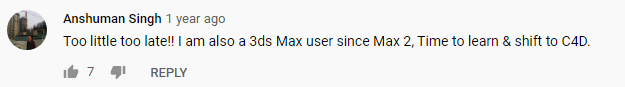 Anshuman Singh 1 year ago
Too little too late!! I am also a 3ds Max user since Max 2, Time to learn & shift to C4D.
7 REPLY